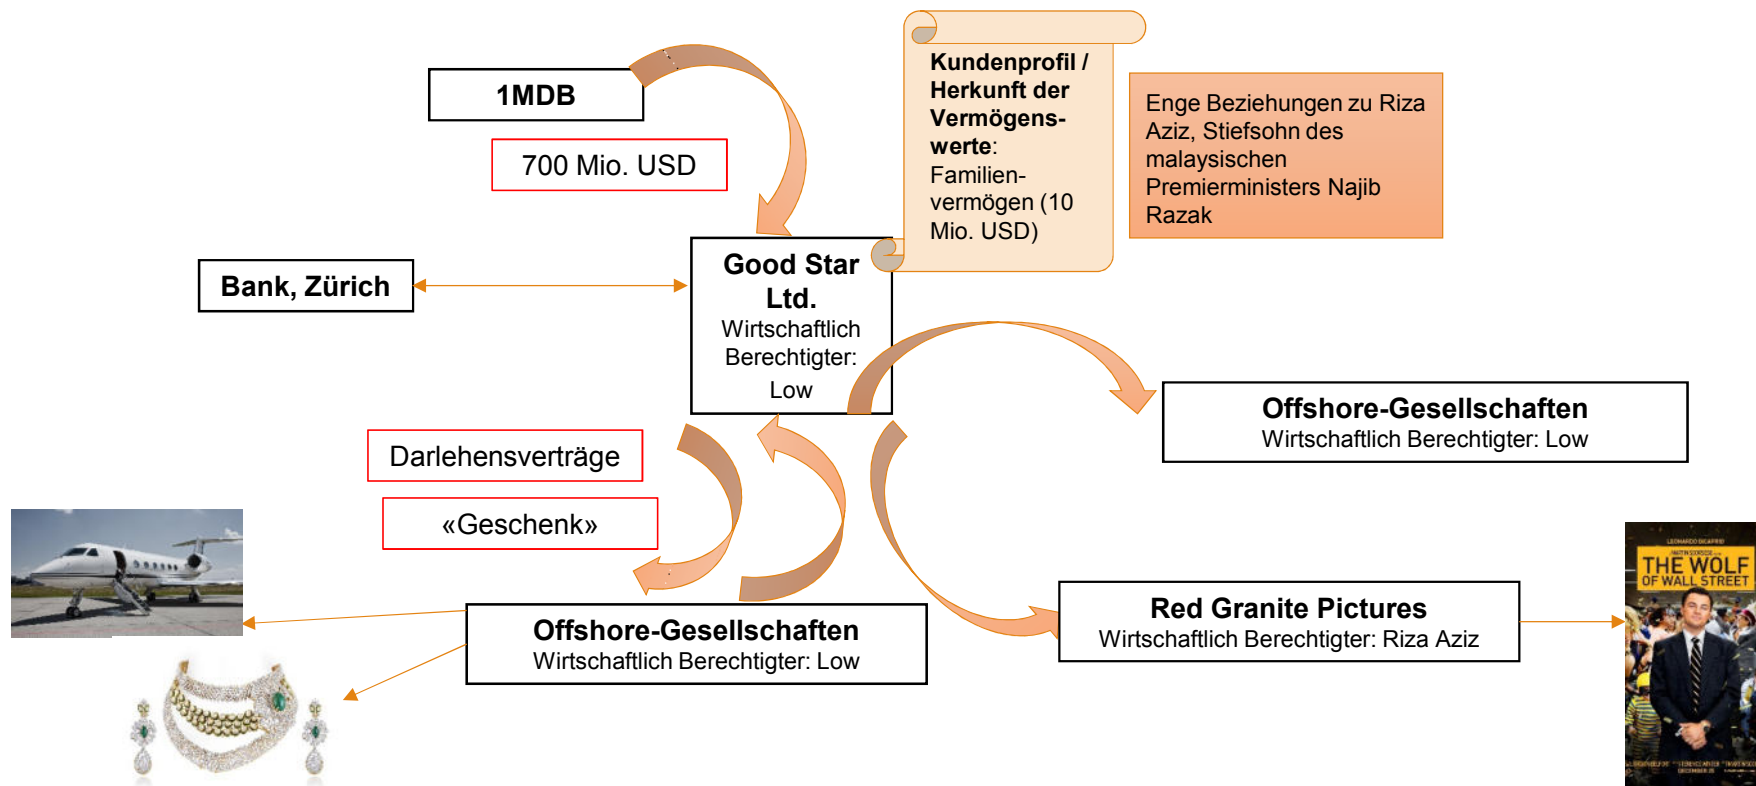 1MDB
700 Mio. USD
Kundenprofil /
Herkunft der
Vermögens-
werte:
Familien-
vermögen (10
Mio. USD)
Enge Beziehungen zu Riza
Aziz, Stiefsohn des
malaysischen
Premierministers Najib
Razak
Bank, Zürich
Good Star
Ltd.
Wirtschaftlich
Berechtigter:
Low
Offshore-Gesellschaften
Wirtschaftlich Berechtigter: Low
Darlehensverträge
«Geschenk»
Offshore-Gesellschaften
Wirtschaftlich Berechtigter: Low
Red Granite Pictures
Wirtschaftlich Berechtigter: Riza Aziz
LEONARDO DICAPRIO
THE WOLF
OF WALL STREET